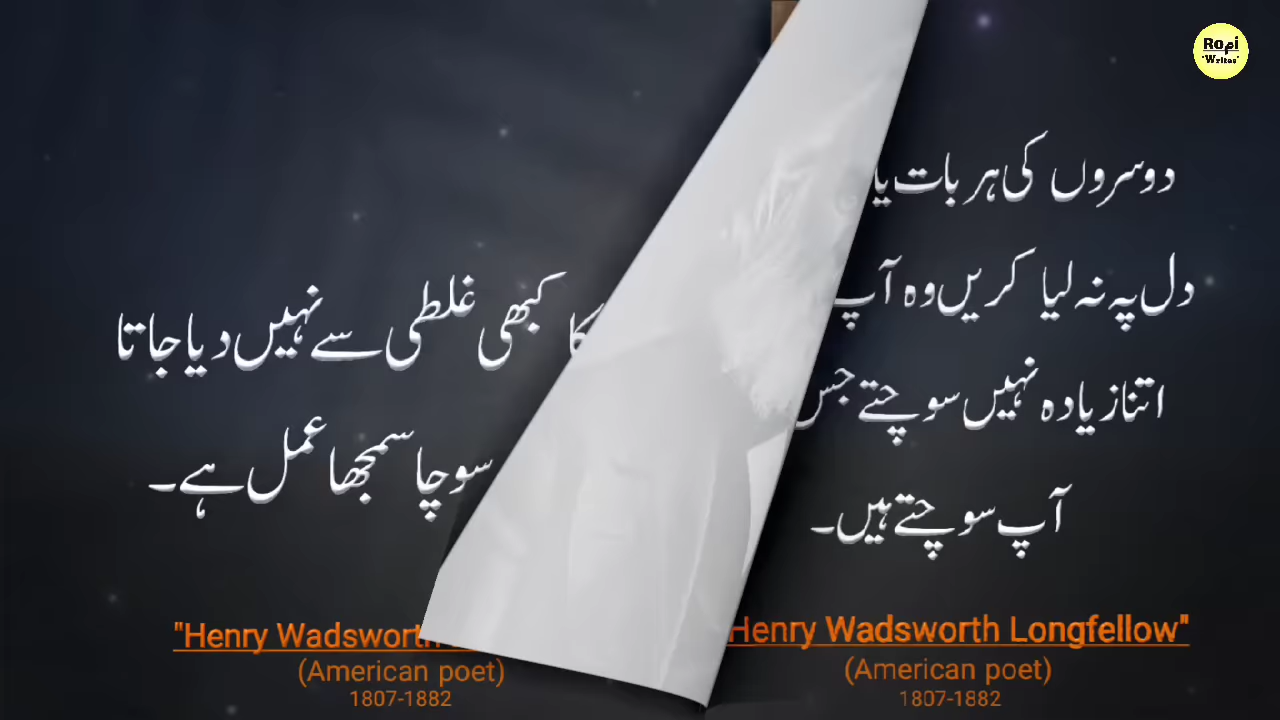 Roمi
'Writes'
دوسروں کی ہر بات یا
دل پہ نہ لیا کریں وہ آپ
اتنا زیادہ نہیں سوچتے جس
آپ سوچتے ہیں۔
Henry Wadsworth Longfellow"
(American poet)
1807-1882
کبھی غلطی سے نہیں دیا جاتا
سوچا سمجھا عمل ہے۔
"Henry Wadsworth
(American poet)
1807-1882